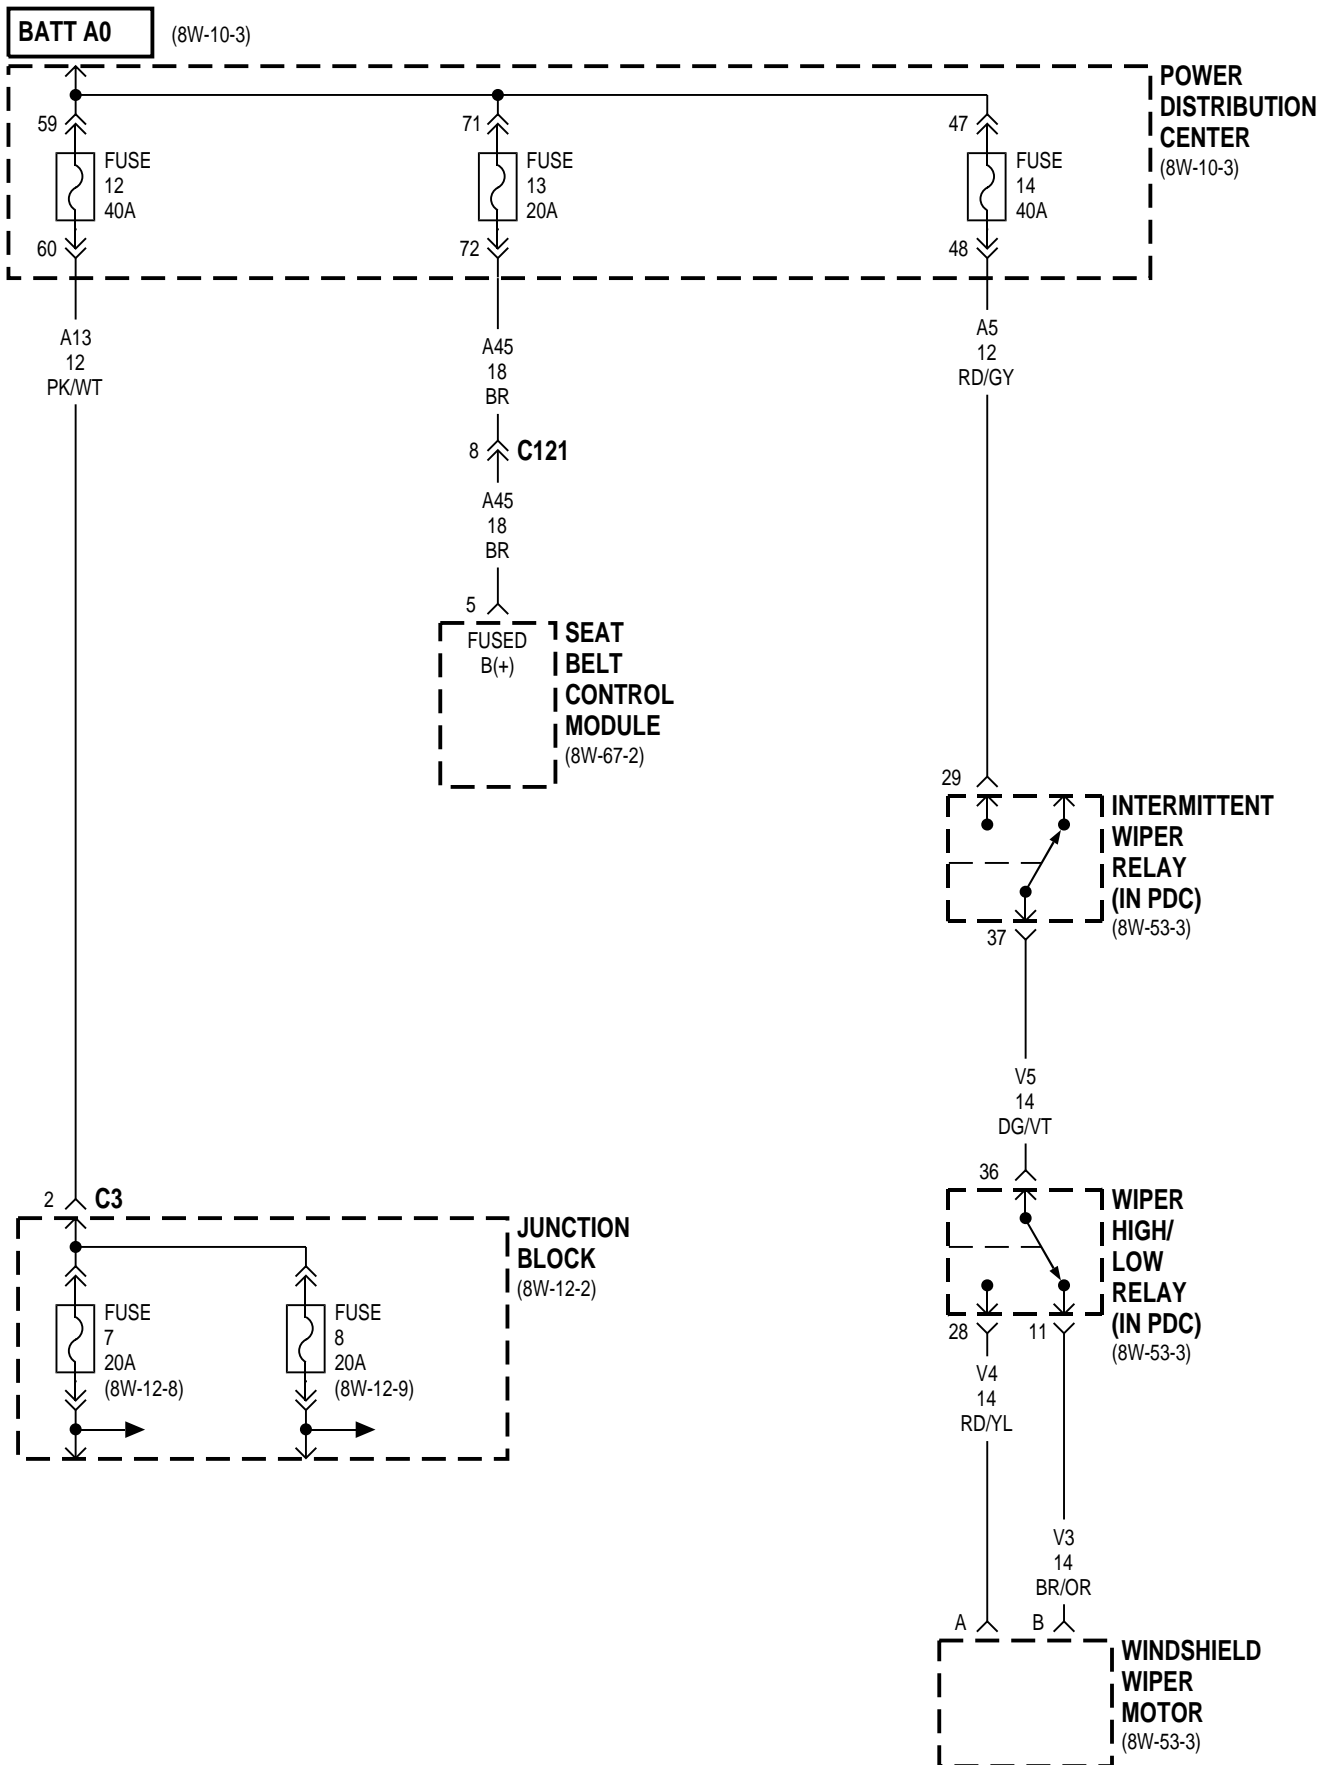 BATT A0
(8W-10-3)
POWER
DISTRIBUTION
CENTER
(8W-10-3)
59
FUSE
12
40A
60
71
FUSE
13
20A
72
47
FUSE
14
40A
48
A13
12
PK/WT
A45
18
BR
8
C121
A45
18
BR
5
FUSED
B(+)
SEAT
BELT
CONTROL
MODULE
(8W-67-2)
A5
12
RD/GY
29
INTERMITTENT
WIPER
RELAY
(IN PDC)
(8W-53-3)
37
V5
14
DG/VT
36
WIPER
HIGH/
LOW
RELAY
(IN PDC)
(8W-53-3)
28
11
V4
14
RD/YL
V3
14
BR/OR
A
B
WINDSHIELD
WIPER
MOTOR
(8W-53-3)
2
C3
JUNCTION
BLOCK
(8W-12-2)
FUSE
7
20A
(8W-12-8)
FUSE
8
20A
(8W-12-9)